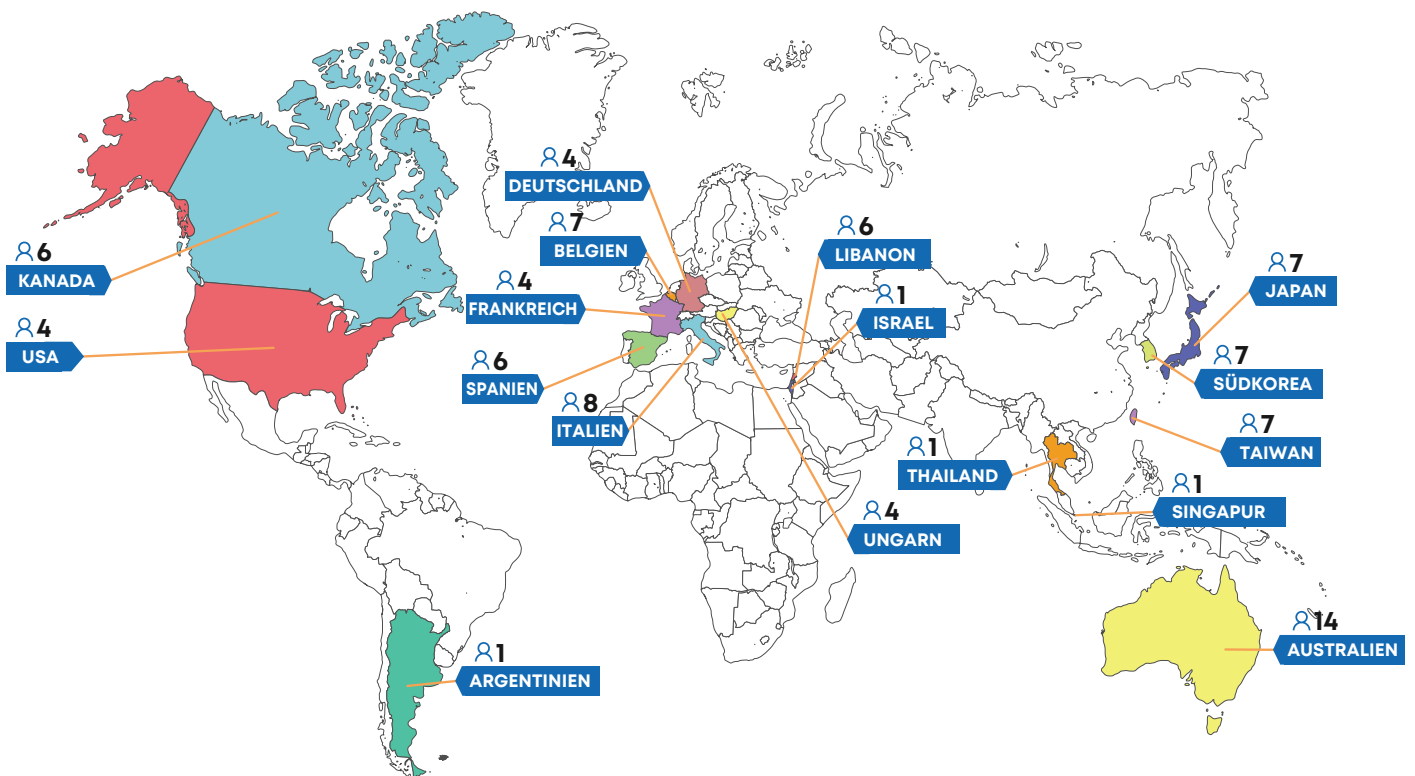 4
DEUTSCHLAND
7
BELGIEN
6
KANADA
4
FRANKREICH
4
USA
6
SPANIEN
8
ITALIEN
6
LIBANON
1
ISRAEL
7
JAPAN
7
SÜDKOREA
7
TAIWAN
1
THAILAND
1
SINGAPUR
4
UNGARN
14
AUSTRALIEN
1
ARGENTINIEN